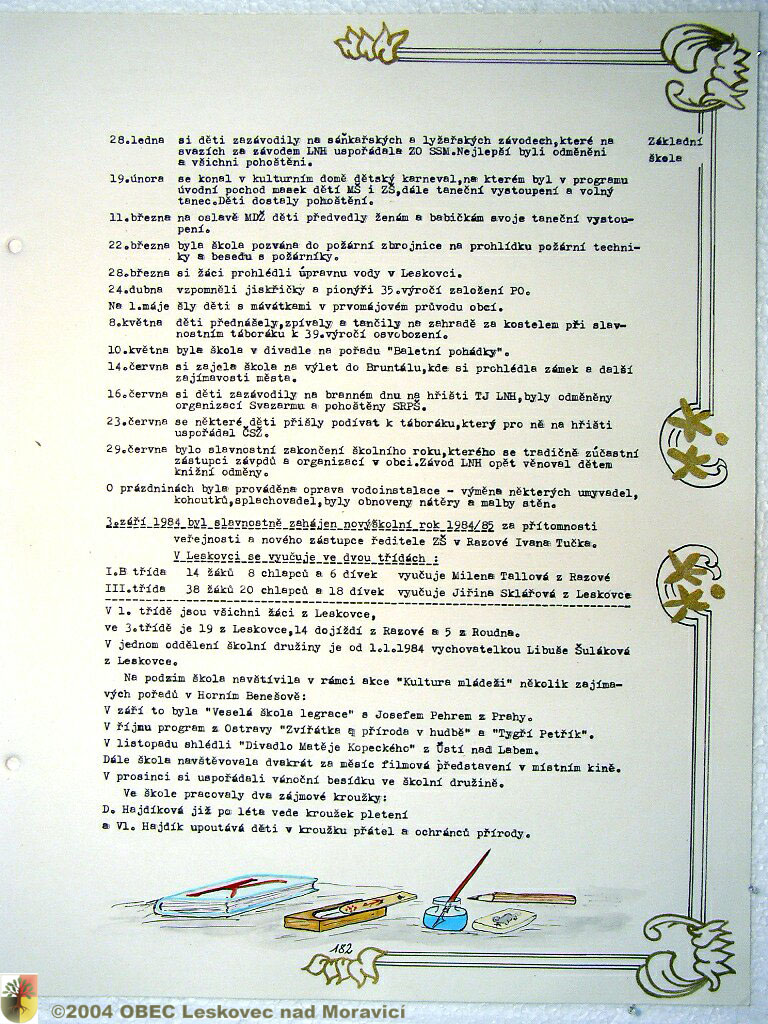 28.ledna si děti zazávodily na sáňkařských a lyžařských závodech,které na
svazích za závodem LNH uspořádala ZO SSM.Nejlepší byli odměněni
a všichni pohoštěni.
Základní
škola
19.února se konal v kulturním domě dětský karneval,na kterém byl v programu
úvodní pochod masek dětí MŠ i ZŠ,dále taneční vystoupení a volný
tanec.Děti dostaly pohoštění.
11.března na oslavě MDŽ děti předvedly ženám a babičkám svoje taneční vystou-
pení.
22.března byla škola pozvána do požární zbrojnice na prohlídku požární techni-
ky a besedu s požárníky.
28.března si žáci prohlédli úpravnu vody v Leskovci.
24.dubna vzpomněli jiskřičky a pionýři 35.výročí založení PO.
Na 1.máje šly děti s mávátkami v prvomájovém průvodu obcí.
8.května děti přednášely,zpívaly a tančily na zahradě za kostelem při slav-
nostním táboráku k 39.výročí osvobození.
10.května byla škola v divadle na pořadu "Baletní pohádky".
14.června si zajela škola na výlet do Bruntálu,kde si prohlédla zámek a další
zajímavosti města.
16.června si děti zazávodily na branném dnu na hřišti TJ LNH,byly odměněny
organizací Svazarmu a pohoštěny SRPŠ.
23.června se některé děti přišly podívat k táboráku,který pro ně na hřišti
uspořádal ČSŽ.
29.června bylo slavnostní zakončení školního roku,kterého se tradičně zúčastní
zástupci závpdů a organizací v obci.Závod LNH opět věnoval dětem
knižní odměny.
O prázdninách byla prováděna oprava vodoinstalace - výměna některých umyvadel,
kohoutků,splachovadel,byly obnoveny nátěry a malby stěn.
3.září 1984 byl slavnostně zahájen novýškolní rok 1984/85 za přítomnosti
veřejnosti a nového zástupce ředitele ZŠ v Razové Ivana Tučka.
V Leskovci se vyučuje ve dvou třídách :
I.B třída 14 žáků 8 chlapců a 6 dívek vyučuje Milena Tallová z Razové
III.třída 38 žáků 20 chlapců a 18 dívek vyučuje Jiřina Sklářová z Leskovce
V 1. třídě jsou všichni žáci z Leskovce,
ve 3.třídě je 19 z Leskovce,14 dojíždí z Razové a 5 z Roudna.
V jednom oddělení školní družiny je od 1.1.1984 vychovatelkou Libuše Šuláková
z Leskovce.
Na podzim škola navštívila v rámci akce "Kultura mládeži" několik zajíma-
vých pořadů v Horním Benešově:
V září to byla "Veselá škola legrace" s Josefem Pehrem z Prahy.
V říjnu program z Ostravy "Zvířátka a příroda v hudbě" a "Tygří Petřík".
V listopadu shlédli "Divadlo Matěje Kopeckého" z Ústí nad Labem.
Dále škola navštěvovala dvakrát za měsíc filmová představení v místním kině.
V prosinci si uspořádali vánoční besídku ve školní družině.
Ve škole pracovaly dva zájmové kroužky:
D. Hajdíková již po léta vede kroužek pletení
a Vl. Hajdík upoutává děti v kroužku přátel a ochránců přírody.
182
©2004 OBEC Leskovec nad Moravicí